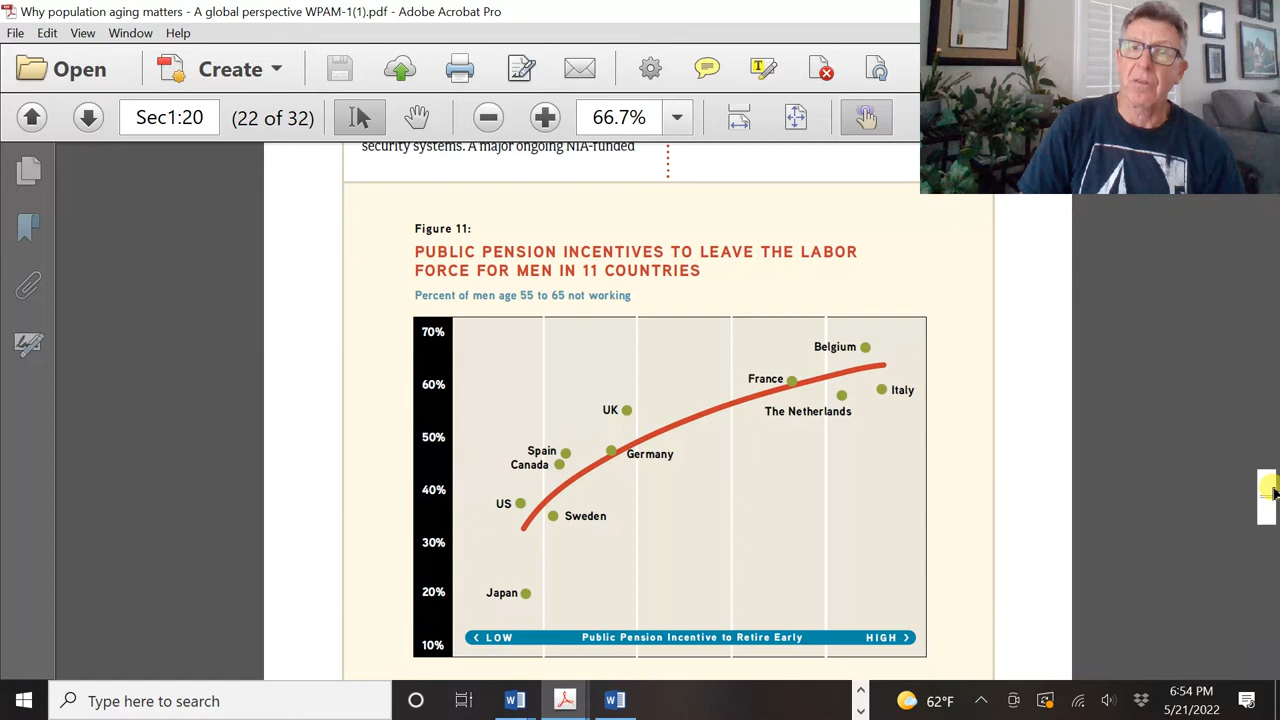 Why population aging matters - A global perspective WPAM-1(1).pdf - Adobe Acrobat Pro
File Edit View Window Help
Open Create
Sec1:20 (22 of 32) 66.7%
security systems. A major ongoing NIA-funded
Figure 11:
PUBLIC PENSION INCENTIVES TO LEAVE THE LABOR
FORCE FOR MEN IN 11 COUNTRIES
Percent of men age 55 to 65 not working
70%
Belgium
France
60%
Italy
UK
The Netherlands
50%
Spain
Germany
Canada
40%
US
Sweden
30%
20%
Japan
< LOW Public Pension Incentive to Retire Early HIGH >
10%
Type here to search
62°F
6:54 PM
5/21/2022